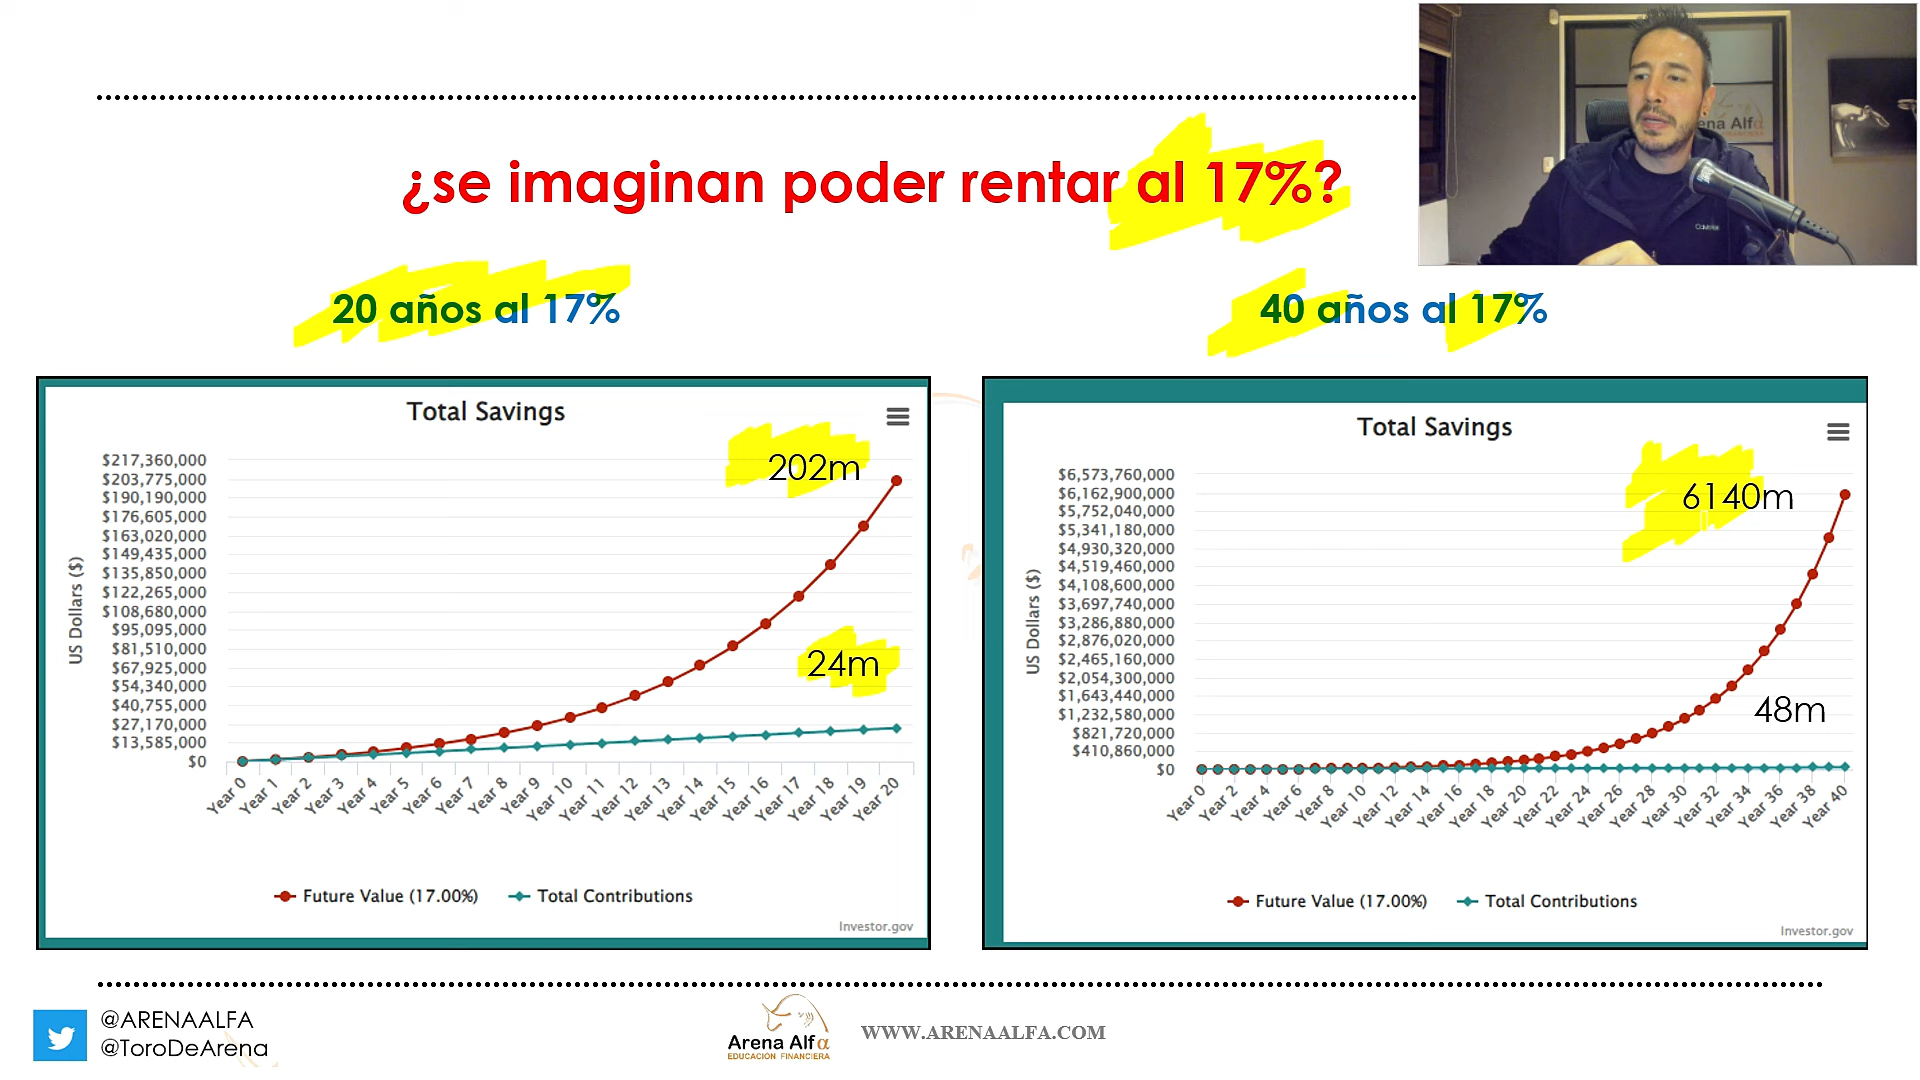 ¿se imaginan poder rentar al 17%?
ena Alfα
20 años al 17%
40 años al 17%
Total Savings
202m
24m
US Dollars ($)
$217,360,000
$203,775,000
$190,190,000
$176,605,000
$163,020,000
$149,435,000
$135,850,000
$122,265,000
$108,680,000
$95,095,000
$81,510,000
$67,925,000
$54,340,000
$40,755,000
$27,170,000
$13,585,000
$0
Year 0 Year 1 Year 2 Year 3 Year 4 Year 5 Year 6 Year 7 Year 8 Year 9 Year 10 Year 11 Year 12 Year 13 Year 14 Year 15 Year 16 Year 17 Year 18 Year 19 Year 20
Future Value (17.00%) Total Contributions
Investor.gov
Total Savings
6140m
48m
US Dollars ($)
$6,573,760,000
$6,162,900,000
$5,752,040,000
$5,341,180,000
$4,930,320,000
$4,519,460,000
$4,108,600,000
$3,697,740,000
$3,286,880,000
$2,876,020,000
$2,465,160,000
$2,054,300,000
$1,643,440,000
$1,232,580,000
$821,720,000
$410,860,000
$0
Year 0 Year 2 Year 4 Year 6 Year 8 Year 10 Year 12 Year 14 Year 16 Year 18 Year 20 Year 22 Year 24 Year 26 Year 28 Year 30 Year 32 Year 34 Year 36 Year 38 Year 40
Future Value (17.00%) Total Contributions
Investor.gov
@ARENAALFA
@ToroDeArena
Arena Alfα
EDUCACIÓN FINANCIERA
WWW.ARENAALFA.COM